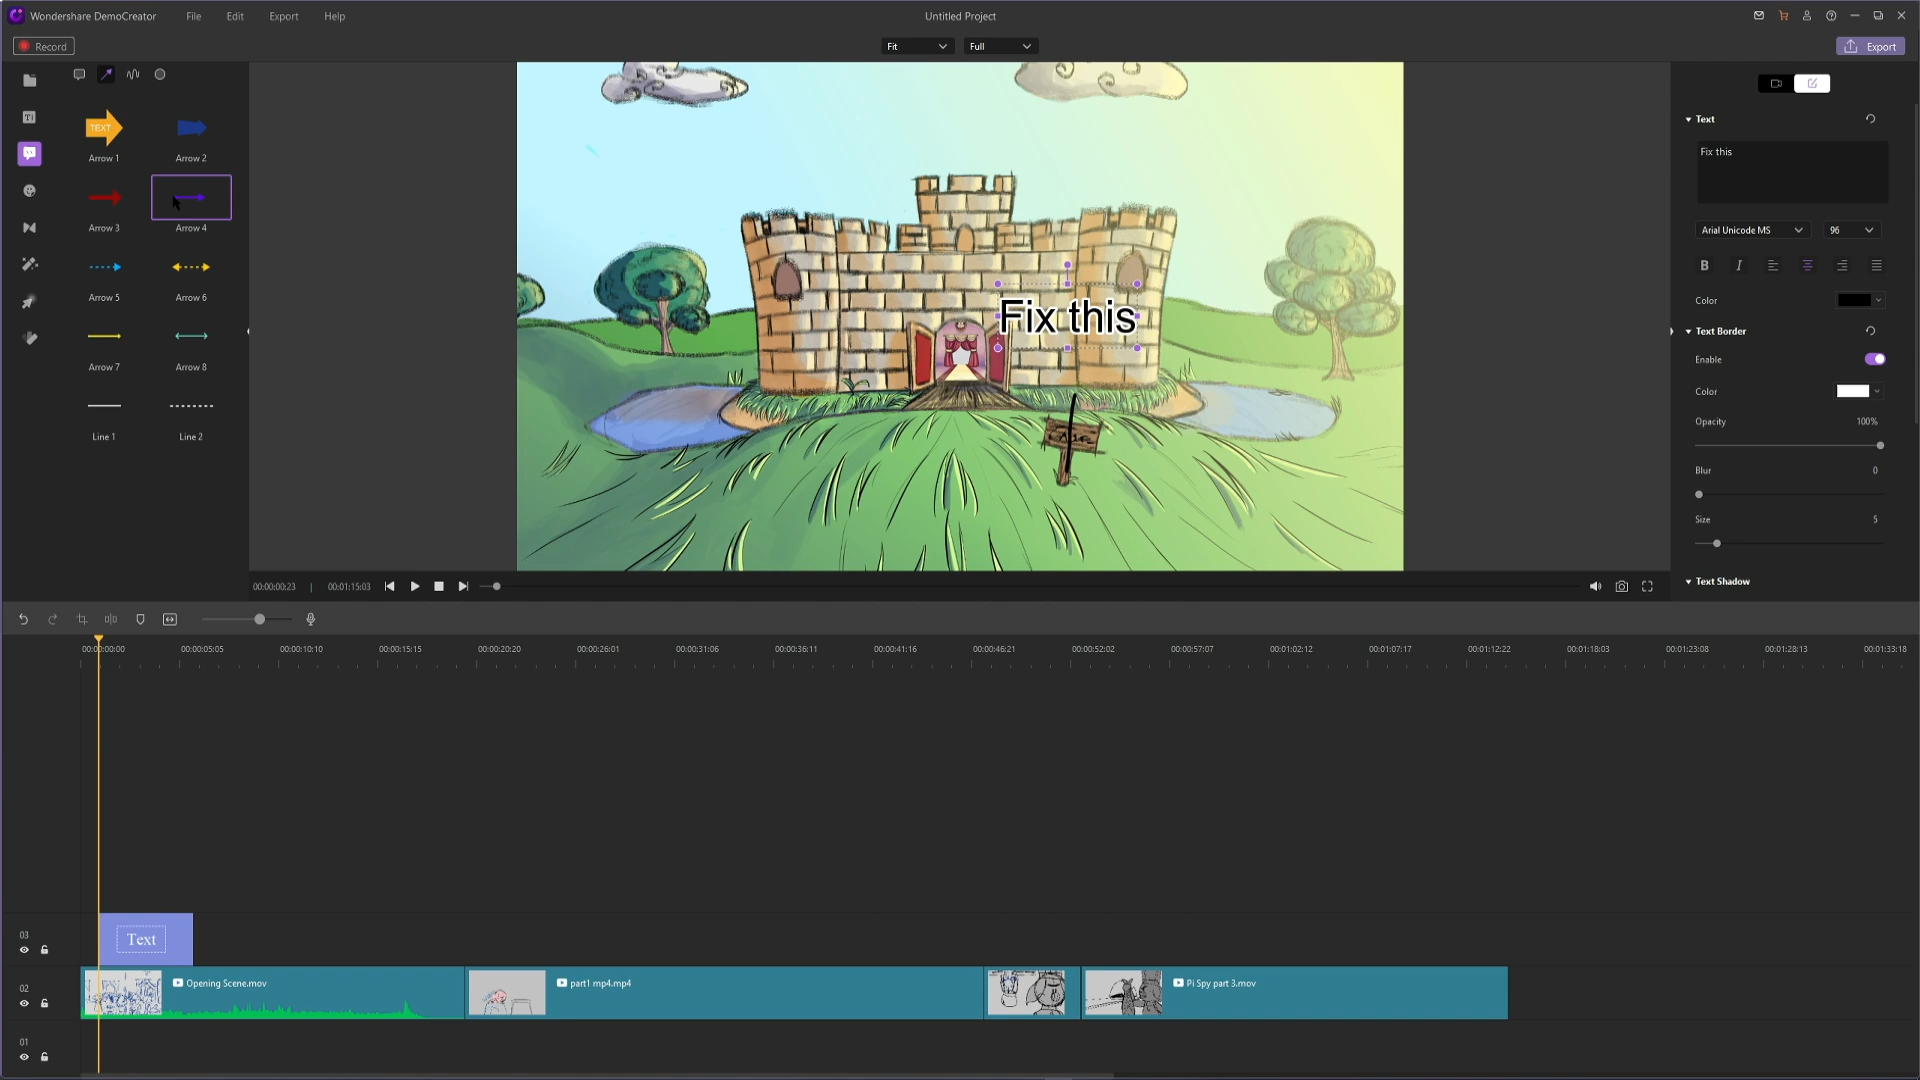 Wondershare DemoCreator File Edit Export Help Untitled Project
Record Fit Full Export
TEXT
Arrow 1 Arrow 2
Arrow 3 Arrow 4
Arrow 5 Arrow 6
Arrow 7 Arrow 8
Line 1 Line 2
Fix this
Text
Fix this
Arial Unicode MS 96
B I
Color
Text Border
Enable
Color
Opacity 100%
Blur 0
Size 5
Text Shadow
00:00:00:23 | 00:01:15:03
00:00:00:00 00:00:05:05 00:00:10:10 00:00:15:15 00:00:20:20 00:00:26:01 00:00:31:06 00:00:36:11 00:00:41:16 00:00:46:21 00:00:52:02 00:00:57:07 00:01:02:12 00:01:07:17 00:01:12:22 00:01:18:03 00:01:23:08 00:01:28:13 00:01:33:18
03 Text
02 Opening Scene.mov part1 mp4.mp4 Pi Spy part 3.mov
01